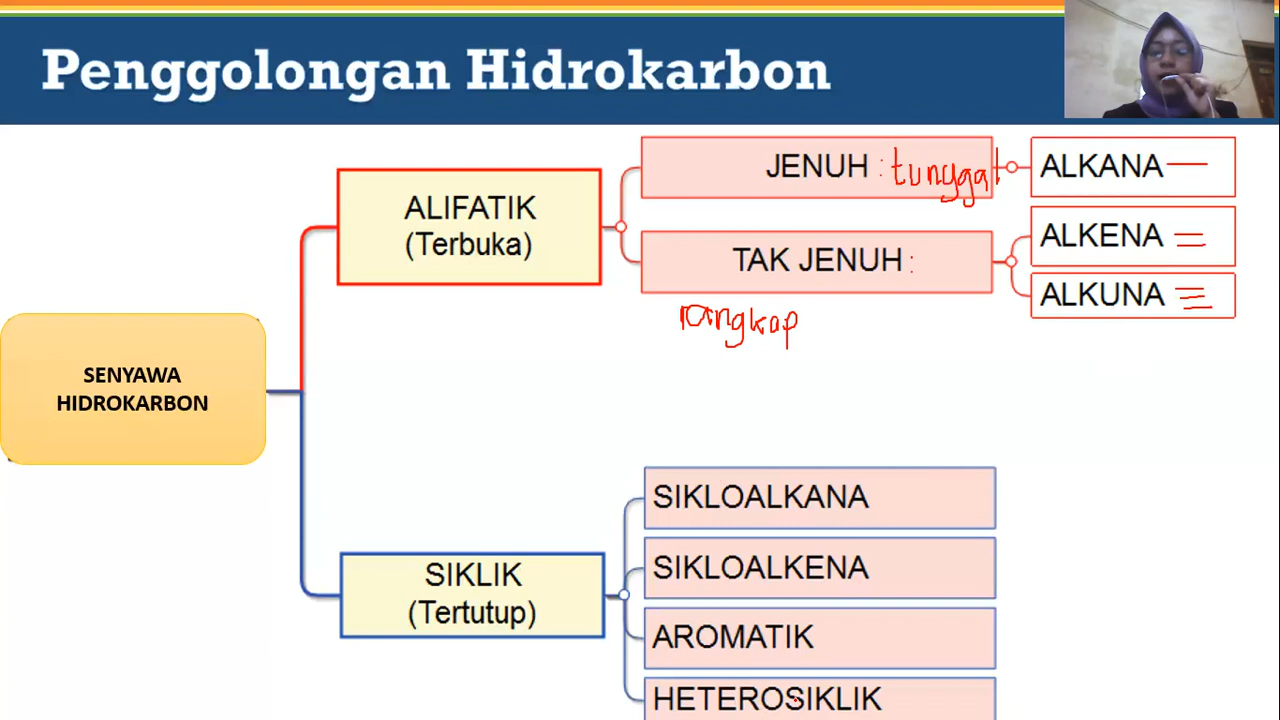 Penggolongan Hidrokarbon
SENYAWA
HIDROKARBON
ALIFATIK
(Terbuka)
JENUH : tunggal
ALKANA —
TAK JENUH :
rangkap
ALKENA =
ALKUNA ≡
SIKLIK
(Tertutup)
SIKLOALKANA
SIKLOALKENA
AROMATIK
HETEROSIKLIK